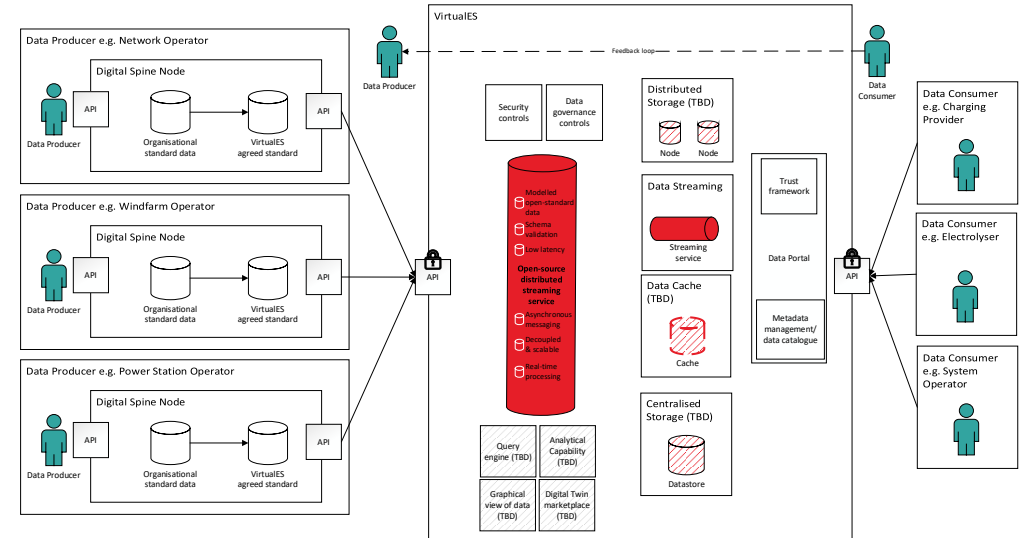 VirtualES
Data Producer e.g. Network Operator
Digital Spine Node
API
Data Producer
Organisational
standard data
VirtualES
agreed standard
API
Data Producer e.g. Windfarm Operator
Digital Spine Node
API
Data Producer
Organisational
standard data
VirtualES
agreed standard
API
Data Producer e.g. Power Station Operator
Digital Spine Node
API
Data Producer
Organisational
standard data
VirtualES
agreed standard
API
Data Producer
Feedback loop
Data
Consumer
API
Security
controls
Data
governance
controls
Modelled
open-standard
data
Schema
validation
Low latency
Open-source
distributed
streaming
service
Asynchronous
messaging
Decoupled
& scalable
Real-time
processing
Query
engine (TBD)
Analytical
Capability
(TBD)
Graphical
view of data
(TBD)
Digital Twin
marketplace
(TBD)
Distributed
Storage (TBD)
Node
Node
Data Streaming
Streaming
service
Data Cache
(TBD)
Cache
Centralised
Storage (TBD)
Datastore
Trust
framework
Data Portal
Metadata
management/
data catalogue
API
Data Consumer
e.g. Charging
Provider
Data Consumer
e.g. Electrolyser
Data Consumer
e.g. System
Operator